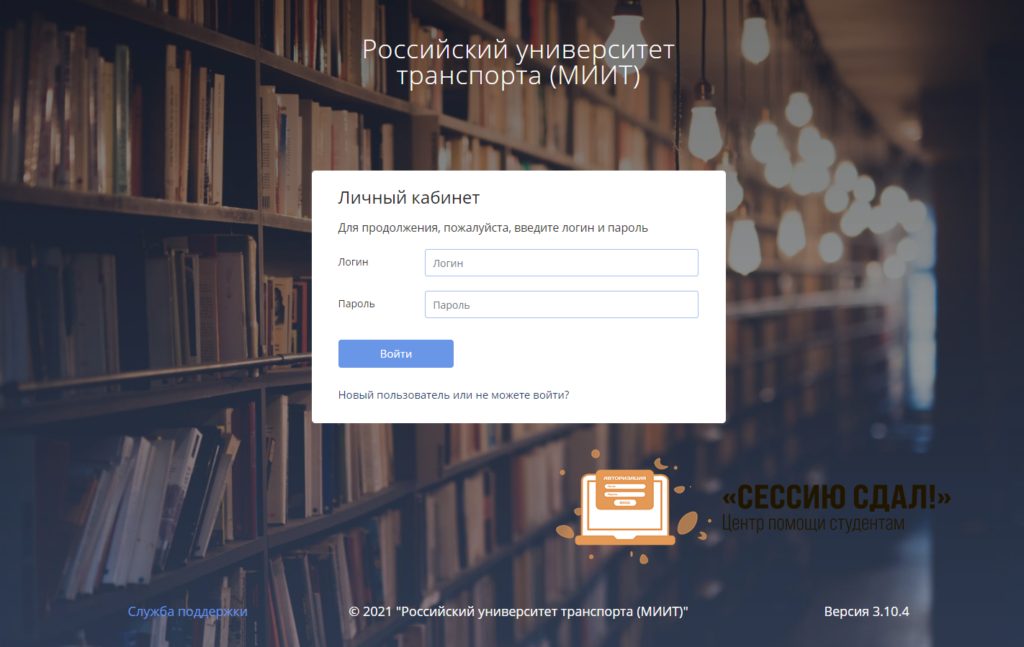 Российский университет
транспорта (МИИТ)
Личный кабинет
Для продолжения, пожалуйста, введите логин и пароль
Логин
Логин
Пароль
Пароль
Войти
Новый пользователь или не можете войти?
АВТОРИЗАЦИЯ
«СЕССИЮ СДАЛ!»
Центр помощи студентам
Служба поддержки
© 2021 "Российский университет транспорта (МИИТ)"
Версия 3.10.4